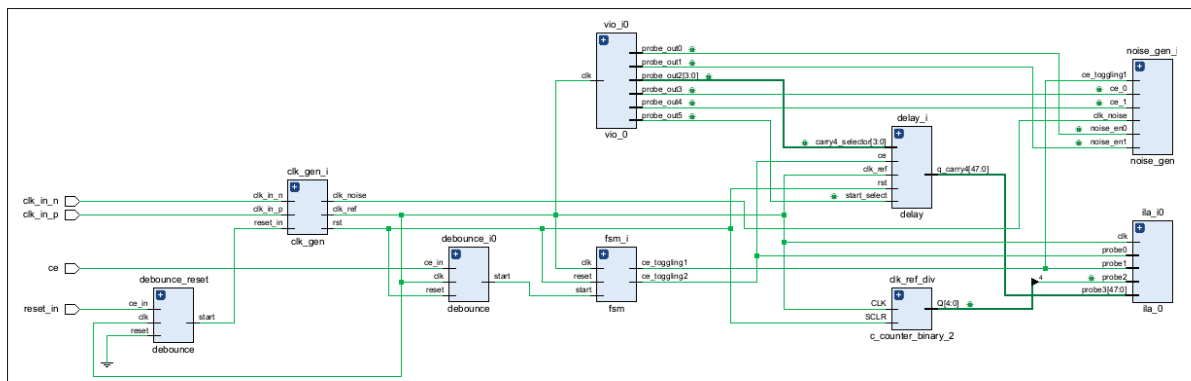 clk_in_n
clk_in_p
ce
reset_in
debounce_reset
ce_in
clk
reset
start
debounce
clk_gen_i
clk_in_n
clk_in_p
reset_in
clk_noise
clk_ref
rst
clk_gen
debounce_i0
ce_in
clk
reset
start
debounce
vio_i0
clk
probe_out0
probe_out1
probe_out2[3:0]
probe_out3
probe_out4
probe_out5
vio_0
fsm_i
clk
reset
start
ce_toggling1
ce_toggling2
fsm
delay_i
carry4_selector[3:0]
ce
clk_ref
rst
start_select
q_carry4[47:0]
delay
clk_ref_div
CLK
SCLR
Q[4:0]
c_counter_binary_2
noise_gen_i
ce_toggling1
ce_0
ce_1
clk_noise
noise_en0
noise_en1
noise_gen
ila_i0
clk
probe0
probe1
4
probe2
probe3[47:0]
ila_0